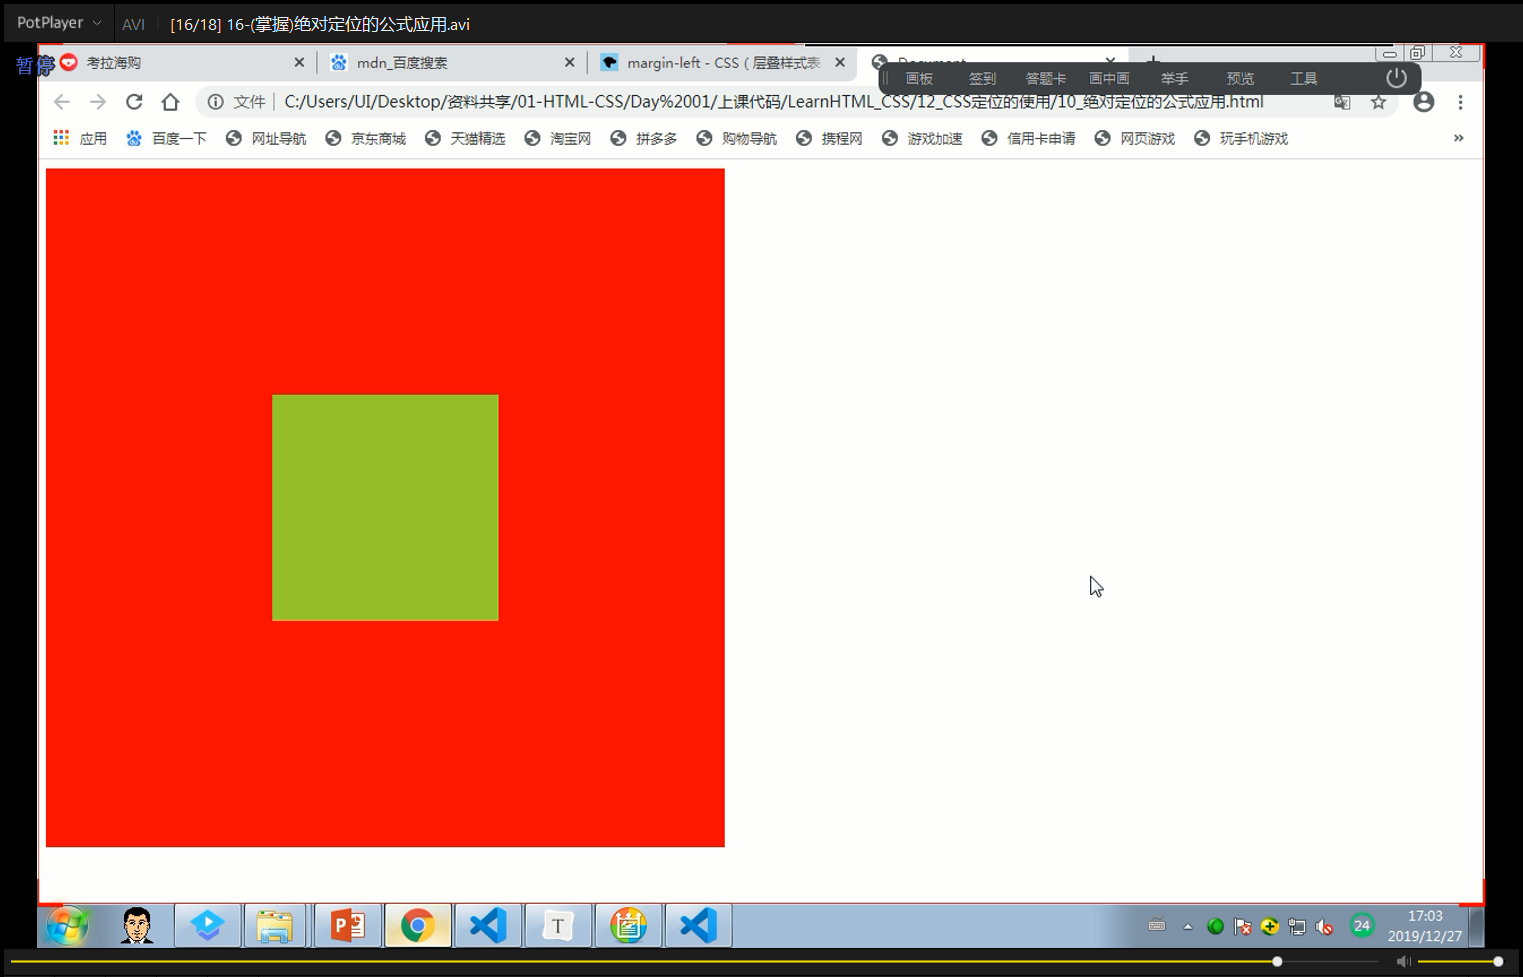 PotPlayer AVI [16/18] 16-(掌握)绝对定位的公式应用.avi
暂停
考拉海购 mdn_百度搜索 margin-left - CSS（层叠样式表
画板 签到 答题卡 画中画 举手 预览 工具
文件 C:/Users/UI/Desktop/资料共享/01-HTML-CSS/Day%2001/上课代码/LearnHTML_CSS/12_CSS定位的使用/10_绝对定位的公式应用.html
应用 百度一下 网址导航 京东商城 天猫精选 淘宝网 拼多多 购物导航 携程网 游戏加速 信用卡申请 网页游戏 玩手机游戏 »
P T 24 17:03
2019/12/27